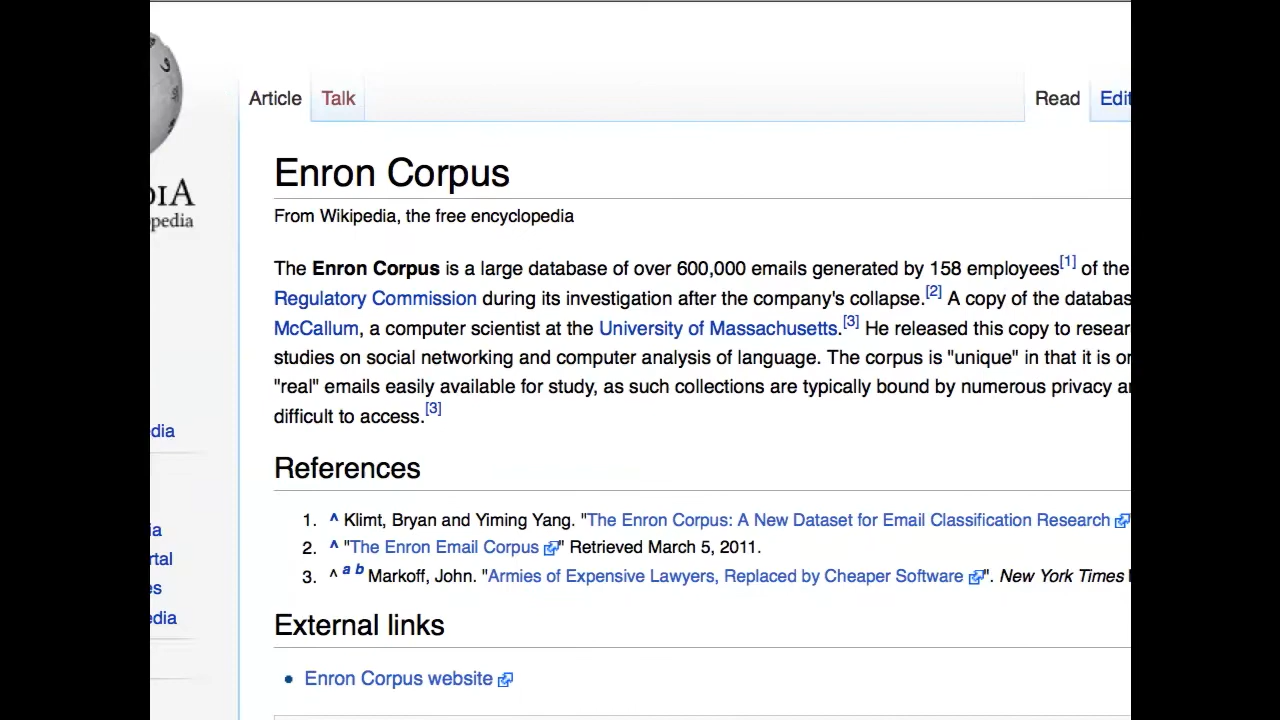 Article Talk Read Edit
DIA
pedia
Enron Corpus
From Wikipedia, the free encyclopedia
The Enron Corpus is a large database of over 600,000 emails generated by 158 employees[1] of the
Regulatory Commission during its investigation after the company's collapse.[2] A copy of the databas
McCallum, a computer scientist at the University of Massachusetts.[3] He released this copy to resear
studies on social networking and computer analysis of language. The corpus is "unique" in that it is o
"real" emails easily available for study, as such collections are typically bound by numerous privacy a
difficult to access.[3]
dia
References
1. ^ Klimt, Bryan and Yiming Yang. "The Enron Corpus: A New Dataset for Email Classification Research
ia
2. ^ "The Enron Email Corpus" Retrieved March 5, 2011.
rtal
3. ^ a b Markoff, John. "Armies of Expensive Lawyers, Replaced by Cheaper Software". New York Times
es
edia
External links
• Enron Corpus website